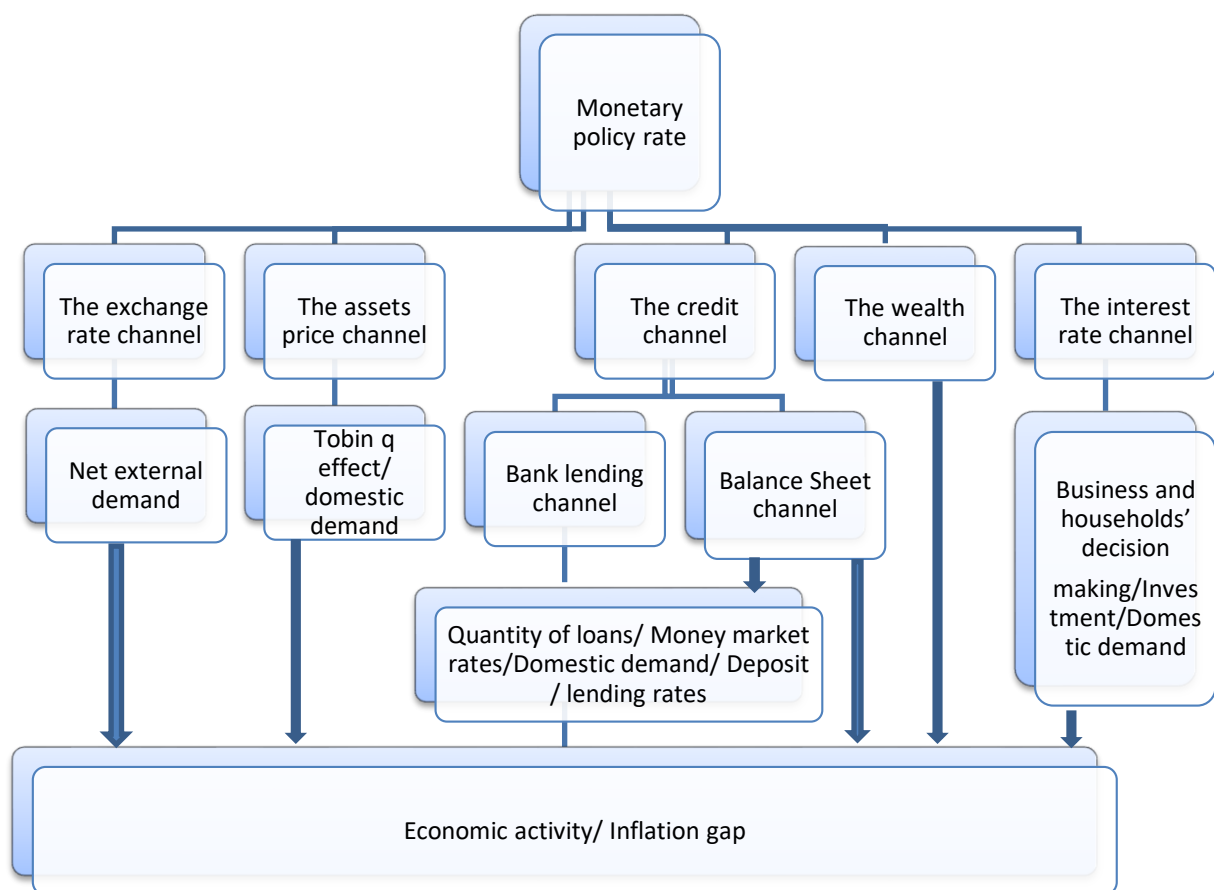 Monetary
policy rate
The exchange
rate channel
The assets
price channel
The credit
channel
The wealth
channel
The interest
rate channel
Net external
demand
Tobin q
effect/
domestic
demand
Bank lending
channel
Balance Sheet
channel
Business and
households’
decision
making/Inves
tment/Domes
tic demand
Quantity of loans/ Money market
rates/Domestic demand/ Deposit
/ lending rates
Economic activity/ Inflation gap